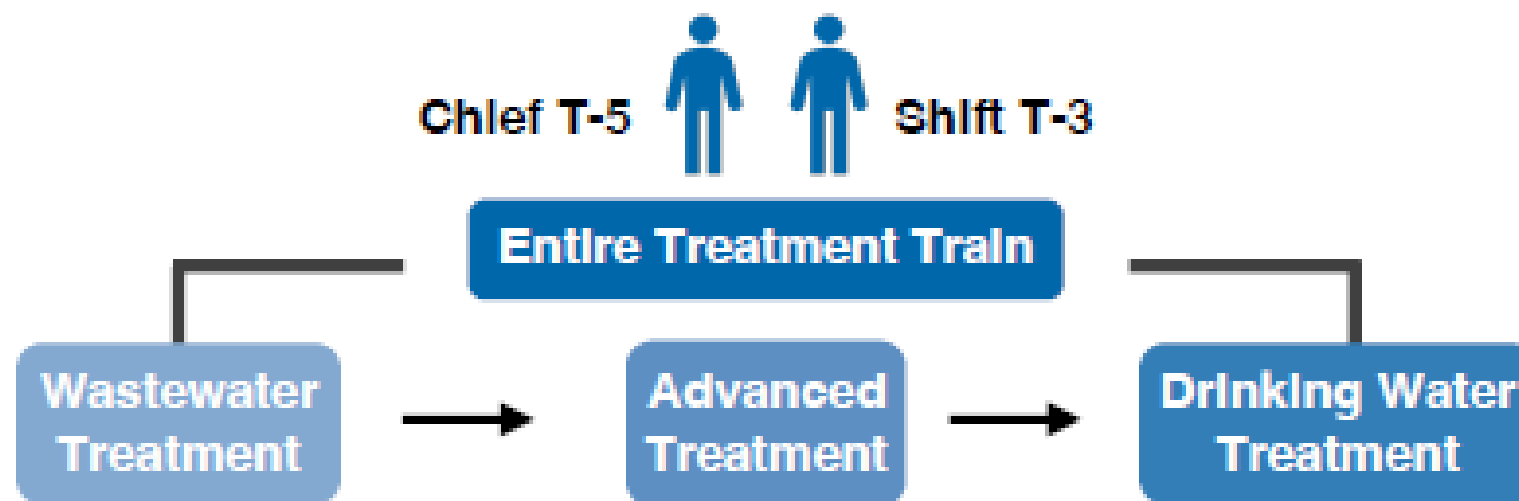 Chief T-5
Shift T-3
Entire Treatment Train
Wastewater
Treatment
Advanced
Treatment
Drinking Water
Treatment